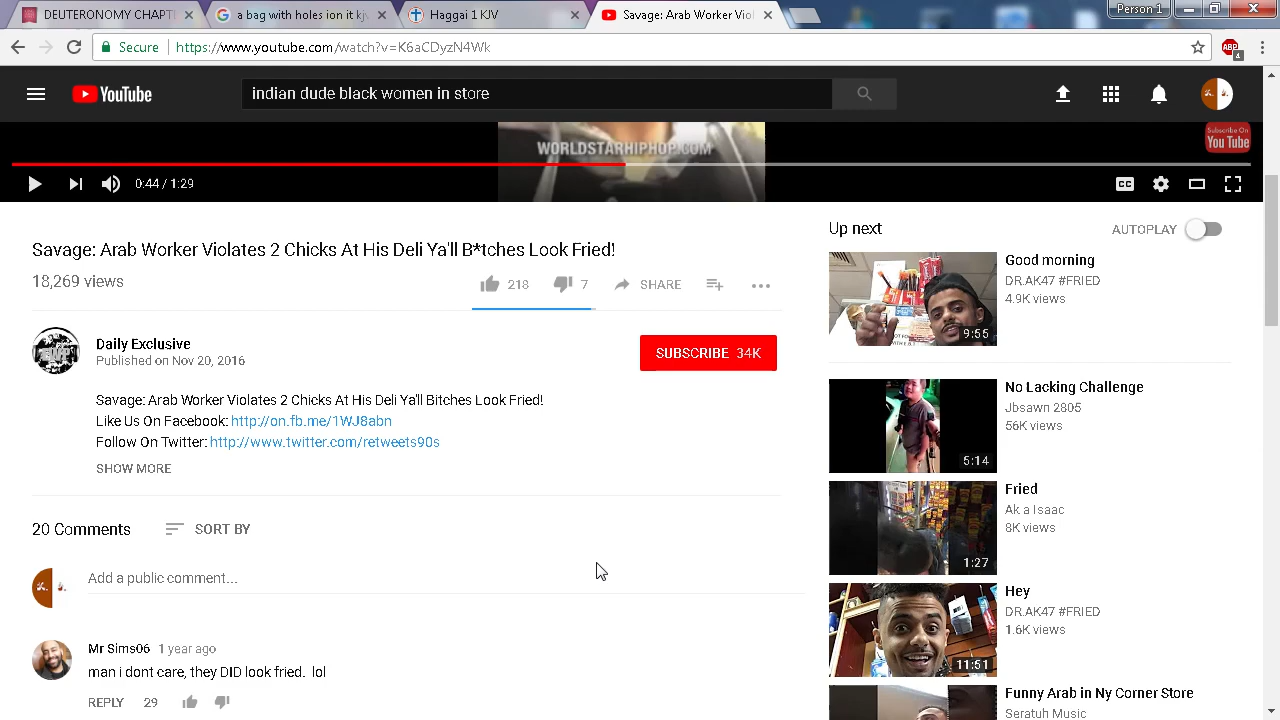 DEUTERONOMY CHAPT
a bag with holes lost tribe k
Haggai 1 KJV
Savage: Arab Worker Viol
Person 1
Secure
https://www.youtube.com/watch?v=K6aCDyzN4Wk
ABP
4
YouTube
indian dude black women in store
WORLDSTARHIPHOP.COM
Subscribe On
You Tube
0:44 / 1:29
CC
Savage: Arab Worker Violates 2 Chicks At His Deli Ya'll B*tches Look Fried!
18,269 views
218
7
SHARE
Daily Exclusive
Published on Nov 20, 2016
SUBSCRIBE 34K
Savage: Arab Worker Violates 2 Chicks At His Deli Ya'll Bitches Look Fried!
Like Us On Facebook: http://on.fb.me/1WJ8abn
Follow On Twitter: http://www.twitter.com/retweets90s
SHOW MORE
20 Comments
SORT BY
Add a public comment...
Mr Sims06 1 year ago
man i dont care, they DID look fried.. lol
REPLY 29
Up next
AUTOPLAY
Good morning
DR.AK47 #FRIED
4.9K views
9:55
No Lacking Challenge
Jbsawn 2805
56K views
5:14
Fried
Ak a Isaac
8K views
1:27
Hey
DR.AK47 #FRIED
1.6K views
11:51
Funny Arab in Ny Corner Store
Seratuh Music